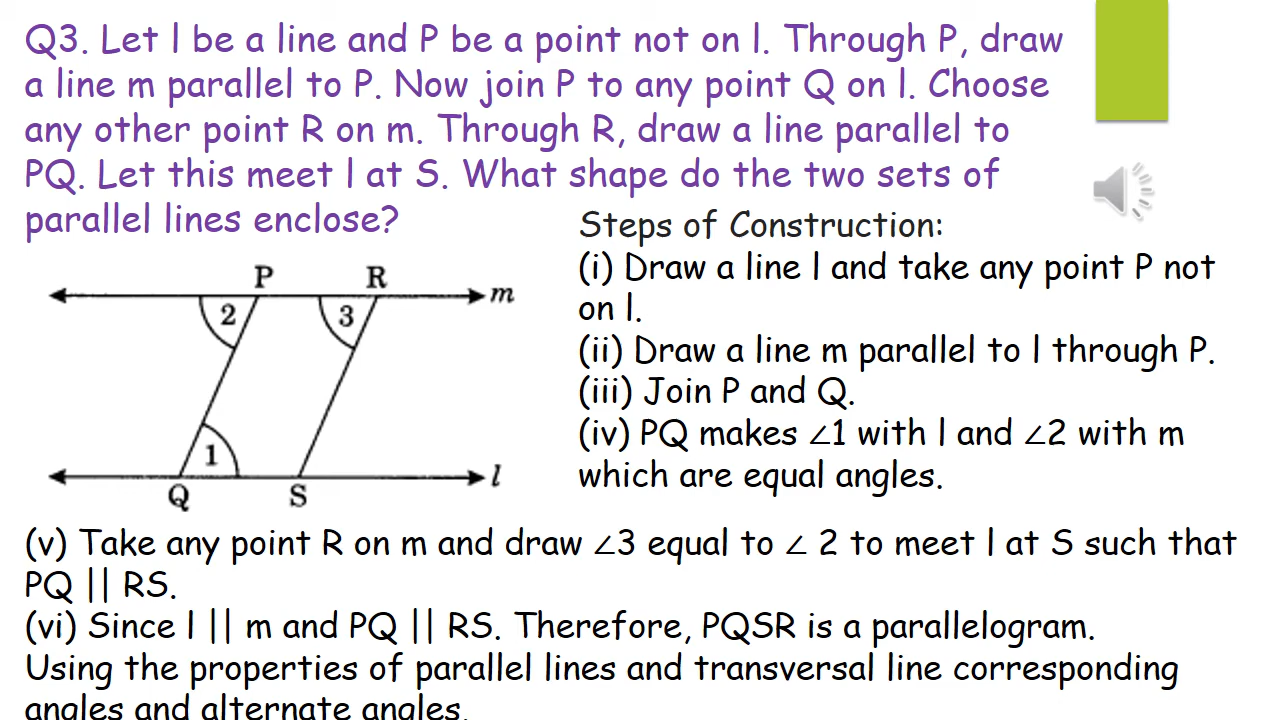 Q3. Let l be a line and P be a point not on l. Through P, draw
a line m parallel to P. Now join P to any point Q on l. Choose
any other point R on m. Through R, draw a line parallel to
PQ. Let this meet l at S. What shape do the two sets of
parallel lines enclose?
Steps of Construction:
(i) Draw a line l and take any point P not
on l.
(ii) Draw a line m parallel to l through P.
(iii) Join P and Q.
(iv) PQ makes ∠1 with l and ∠2 with m
which are equal angles.
P R
m
2 3
1
l
Q S
(v) Take any point R on m and draw ∠3 equal to ∠ 2 to meet l at S such that
PQ || RS.
(vi) Since l || m and PQ || RS. Therefore, PQSR is a parallelogram.
Using the properties of parallel lines and transversal line corresponding
angles and alternate angles.